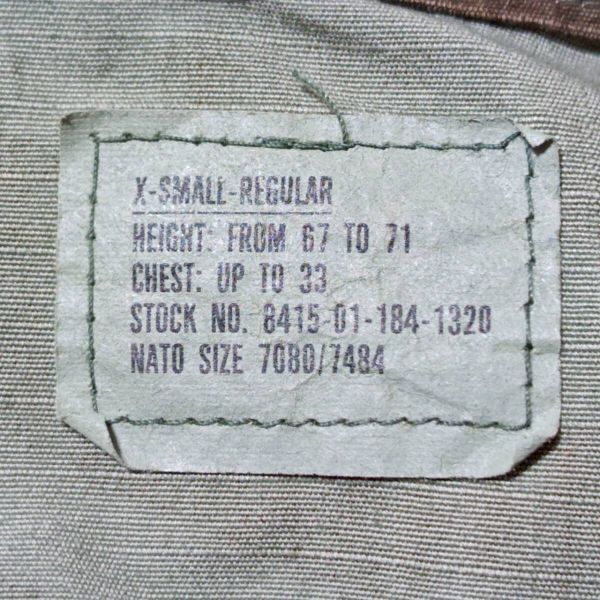 X-SMALL-REGULAR
HEIGHT: FROM 67 TO 71
CHEST: UP TO 33
STOCK NO. 8415-01-184-1320
NATO SIZE 7080/7484